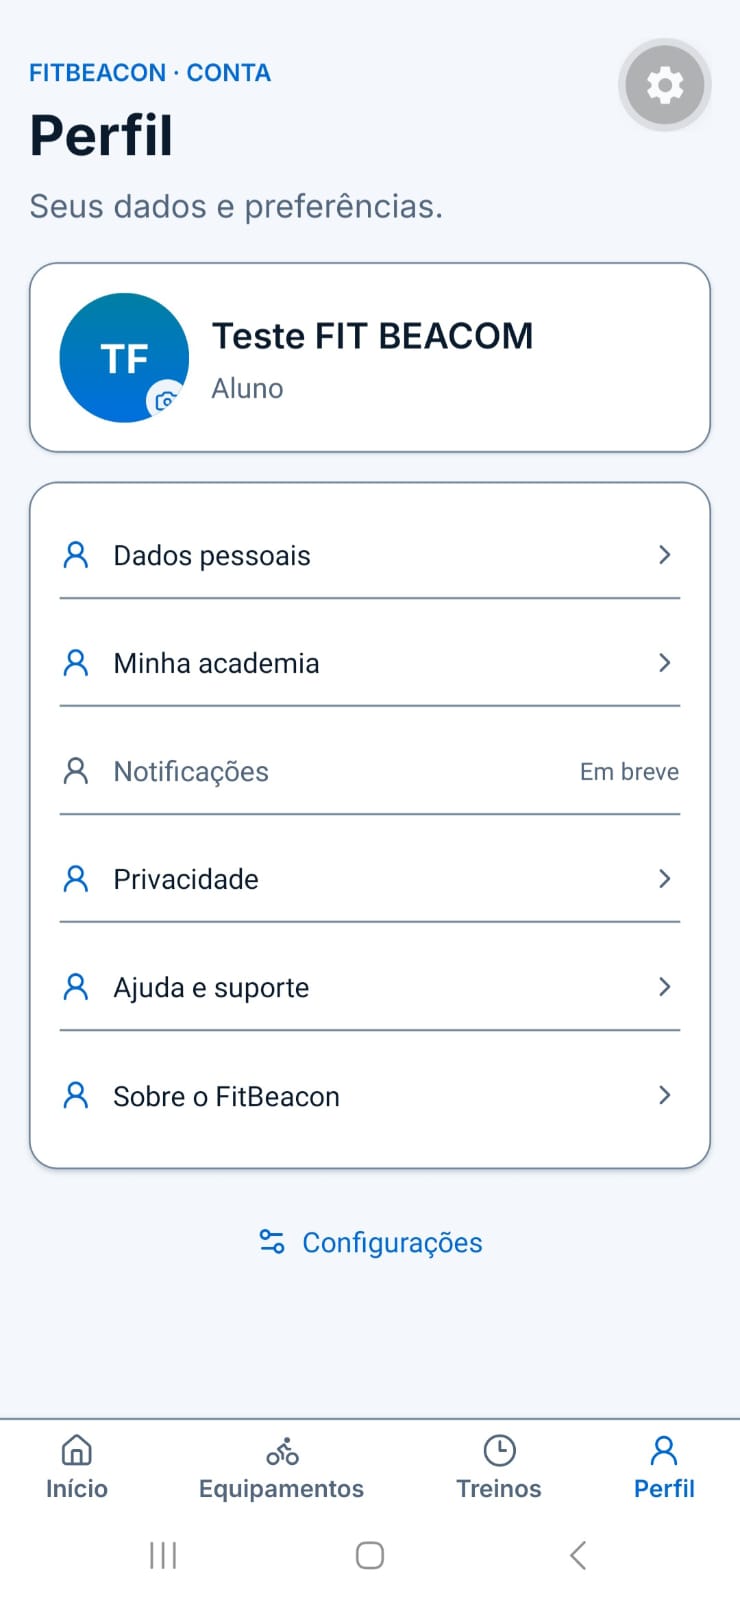 FITBEACON · CONTA
Perfil
Seus dados e preferências.
TF
Teste FIT BEACOM
Aluno
Dados pessoais
Minha academia
Notificações
Em breve
Privacidade
Ajuda e suporte
Sobre o FitBeacon
Configurações
Início
Equipamentos
Treinos
Perfil